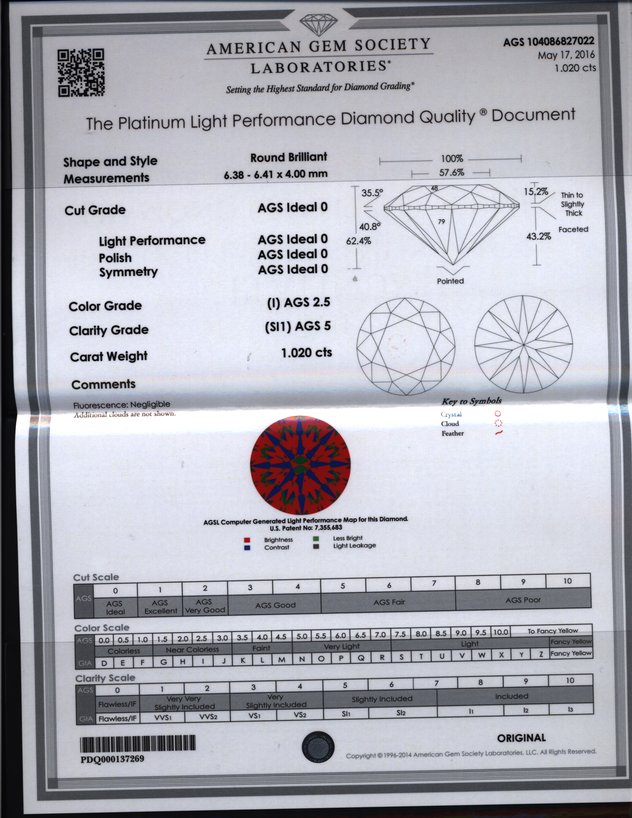 AMERICAN GEM SOCIETY
LABORATORIES®
Setting the Highest Standard for Diamond Grading®
AGS 104086827022
May 17, 2016
1.020 cts
The Platinum Light Performance Diamond Quality ® Document
Shape and Style Round Brilliant
Measurements 6.38 - 6.41 x 4.00 mm
Cut Grade AGS Ideal 0
Light Performance AGS Ideal 0
Polish AGS Ideal 0
Symmetry AGS Ideal 0
Color Grade (I) AGS 2.5
Clarity Grade (SI1) AGS 5
Carat Weight 1.020 cts
Comments
Fluorescence: Negligible
Additional clouds are not shown.
100%
57.6%
35.5°
48
15.2%
Thin to
Slightly
Thick
Faceted
40.8°
79
62.4%
43.2%
Pointed
Key to Symbols
Crystal
Cloud
Feather
AGSL Computer Generated Light Performance Map for this Diamond.
U.S. Patent No: 7,355,683
Brightness Less Bright
Contrast Light Leakage
Cut Scale
AGS 0 1 2 3 4 5 6 7 8 9 10
AGS Ideal AGS Excellent AGS Very Good AGS Good AGS Fair AGS Poor
Color Scale
AGS 0.0 0.5 1.0 1.5 2.0 2.5 3.0 3.5 4.0 4.5 5.0 5.5 6.0 6.5 7.0 7.5 8.0 8.5 9.0 9.5 10.0 To Fancy Yellow
Colorless Near Colorless Faint Very Light Light Fancy Yellow
GIA D E F G H I J K L M N O P Q R S T U V W X Y Z Fancy Yellow
Clarity Scale
AGS 0 1 2 3 4 5 6 7 8 9 10
Flawless/IF Very Very Slightly Included Very Slightly Included Slightly Included Included
GIA Flawless/IF VVS1 VVS2 VS1 VS2 SI1 SI2 I1 I2 I3
PDQ000137269
ORIGINAL
Copyright ©1996-2014 American Gem Society Laboratories, LLC. All Rights Reserved.